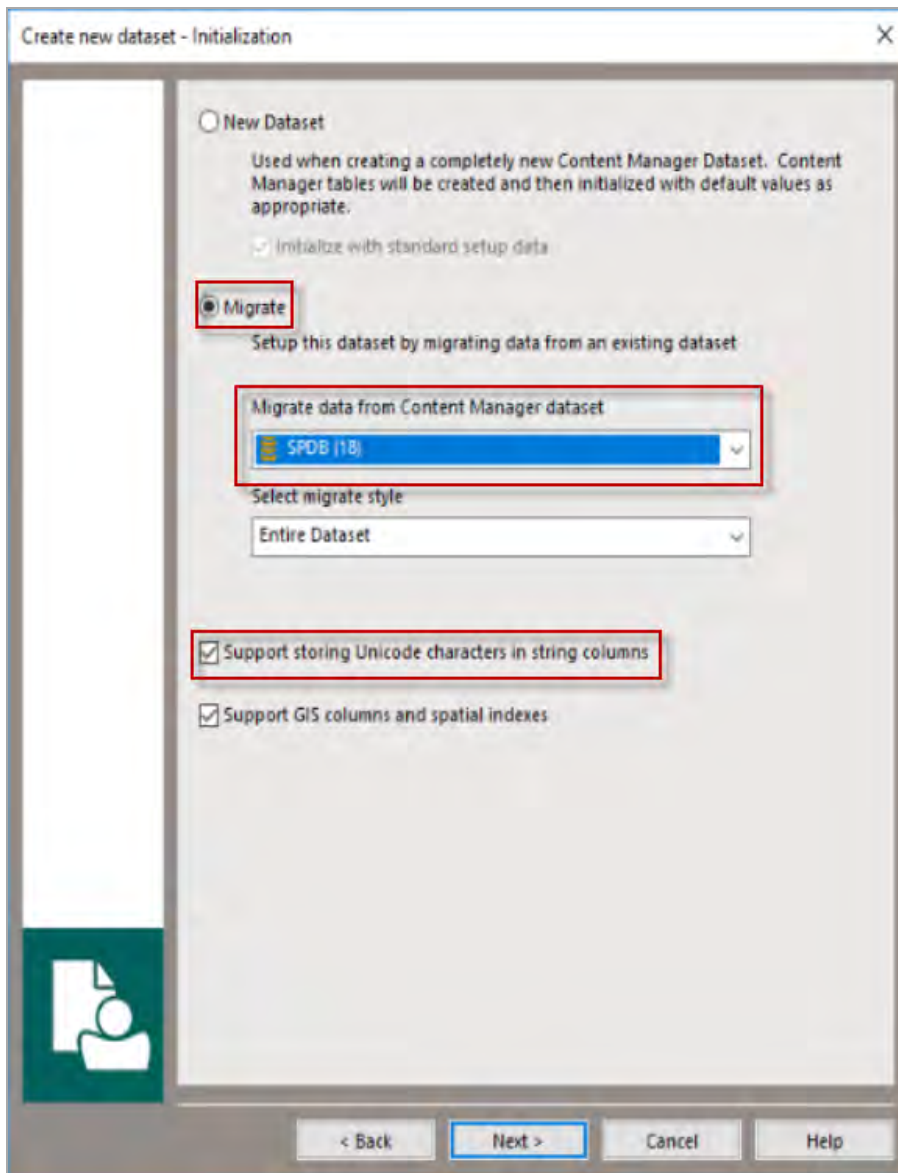 Create new dataset - Initialization
New Dataset
Used when creating a completely new Content Manager Dataset. Content
Manager tables will be created and then initialized with default values as
appropriate.
Initialize with standard setup data
Migrate
Setup this dataset by migrating data from an existing dataset
Migrate data from Content Manager dataset
SPDB (18)
Select migrate style
Entire Dataset
Support storing Unicode characters in string columns
Support GIS columns and spatial indexes
< Back
Next >
Cancel
Help